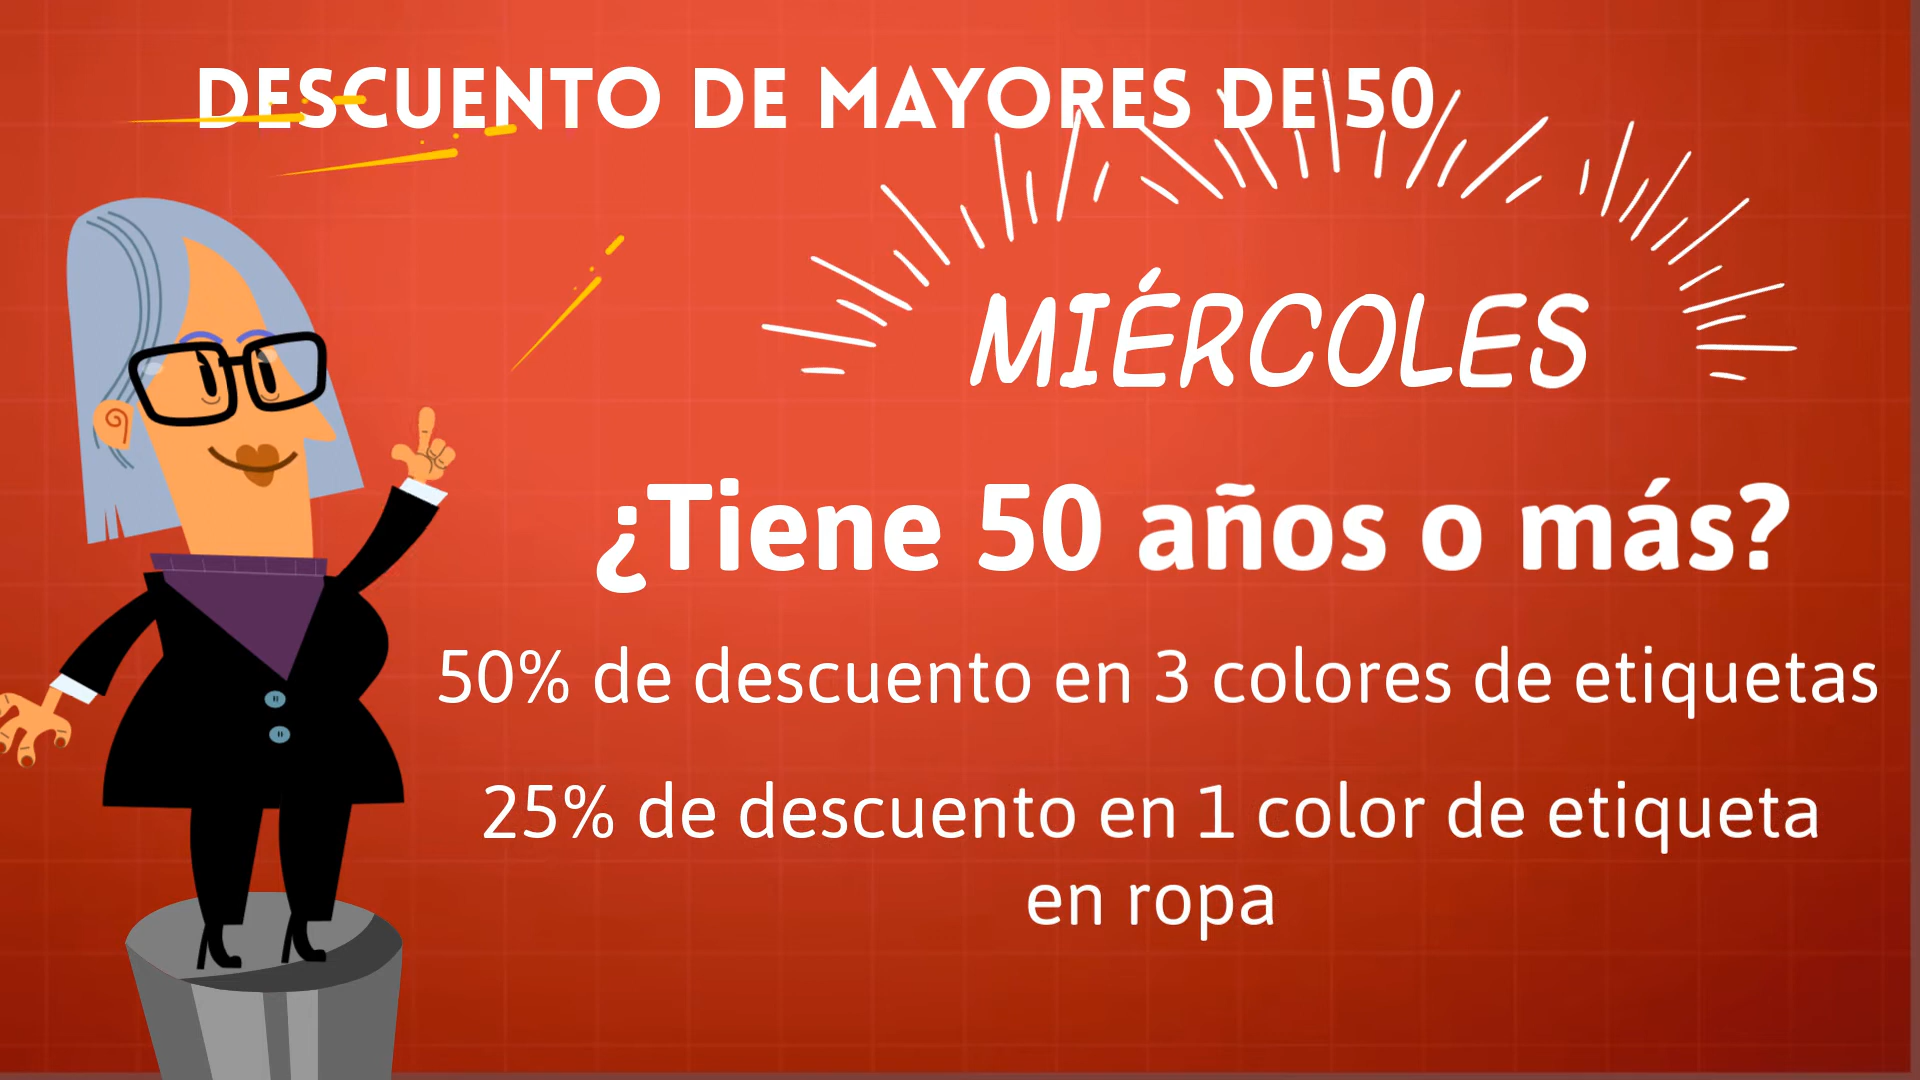 DESCUENTO DE MAYORES DE 50
MIÉRCOLES
¿Tiene 50 años o más?
50% de descuento en 3 colores de etiquetas
25% de descuento en 1 color de etiqueta
en ropa